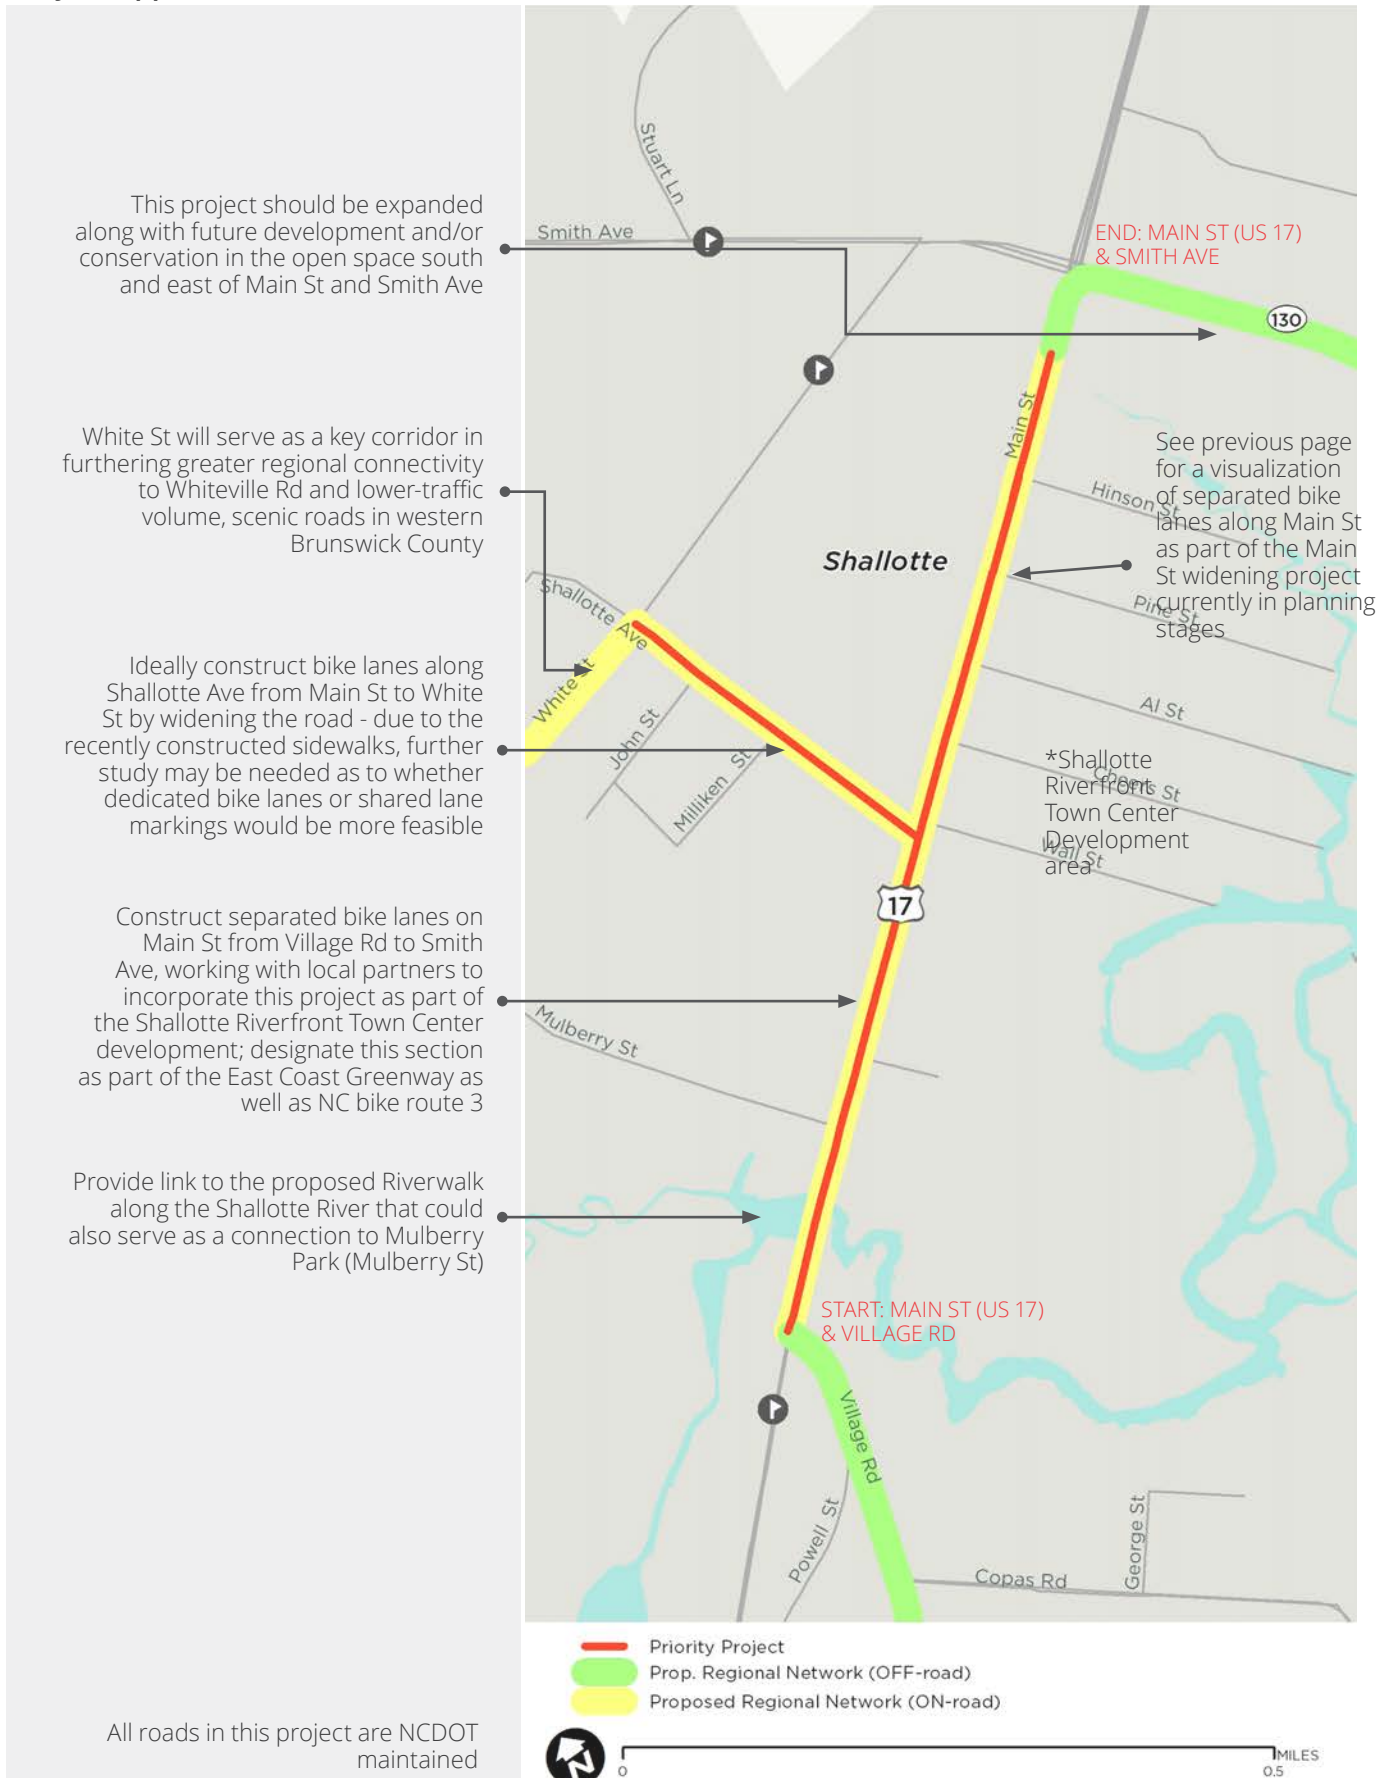 This project should be expanded
along with future development and/or
conservation in the open space south
and east of Main St and Smith Ave
White St will serve as a key corridor in
furthering greater regional connectivity
to Whiteville Rd and lower-traffic
volume, scenic roads in western
Brunswick County
Ideally construct bike lanes along
Shallotte Ave from Main St to White
St by widening the road - due to the
recently constructed sidewalks, further
study may be needed as to whether
dedicated bike lanes or shared lane
markings would be more feasible
Construct separated bike lanes on
Main St from Village Rd to Smith
Ave, working with local partners to
incorporate this project as part of
the Shallotte Riverfront Town Center
development; designate this section
as part of the East Coast Greenway as
well as NC bike route 3
Provide link to the proposed Riverwalk
along the Shallotte River that could
also serve as a connection to Mulberry
Park (Mulberry St)
All roads in this project are NCDOT
maintained
Stuart Ln
Smith Ave
END: MAIN ST (US 17)
& SMITH AVE
130
Main St
See previous page
for a visualization
of separated bike
lanes along Main St
as part of the Main
St widening project
currently in planning
stages
Hinson St
Shallotte
Pine St
Shallotte Ave
White St
John St
Milliken St
Al St
*Shallotte
Riverfront
Town Center
Development
area
Cheers St
Wall St
17
Mulberry St
START: MAIN ST (US 17)
& VILLAGE RD
Village Rd
Powell St
George St
Copas Rd
Priority Project
Prop. Regional Network (OFF-road)
Proposed Regional Network (ON-road)
N
MILES
0
0.5